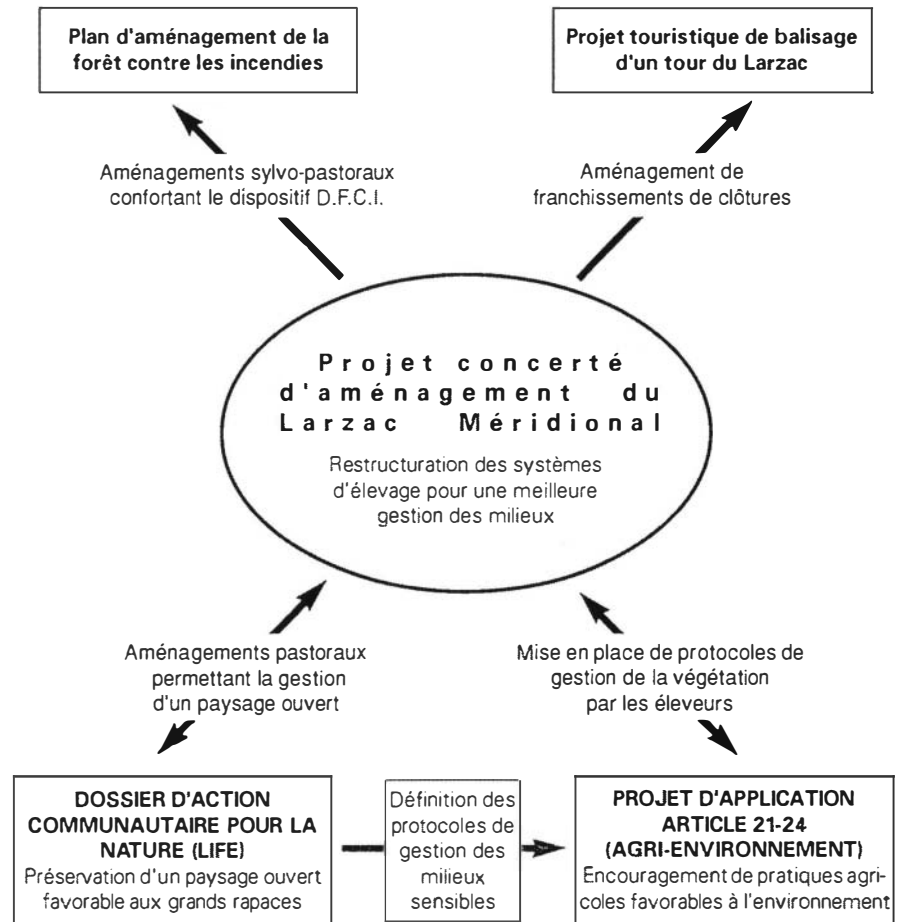 Plan d'aménagement de la
forêt contre les incendies
Projet touristique de balisage
d'un tour du Larzac
Aménagements sylvo-pastoraux
confortant le dispositif D.F.C.I.
Aménagement de
franchissements de clôtures
Projet concerté
d'aménagement du
Larzac Méridional
Restructuration des systèmes
d'élevage pour une meilleure
gestion des milieux
Aménagements pastoraux
permettant la gestion
d'un paysage ouvert
Mise en place de protocoles de
gestion de la végétation
par les éleveurs
DOSSIER D'ACTION
COMMUNAUTAIRE POUR LA
NATURE (LIFE)
Préservation d'un paysage ouvert
favorable aux grands rapaces
Définition des
protocoles de
gestion des
milieux
sensibles
PROJET D'APPLICATION
ARTICLE 21-24
(AGRI-ENVIRONNEMENT)
Encouragement de pratiques agri-
coles favorables à l'environnement